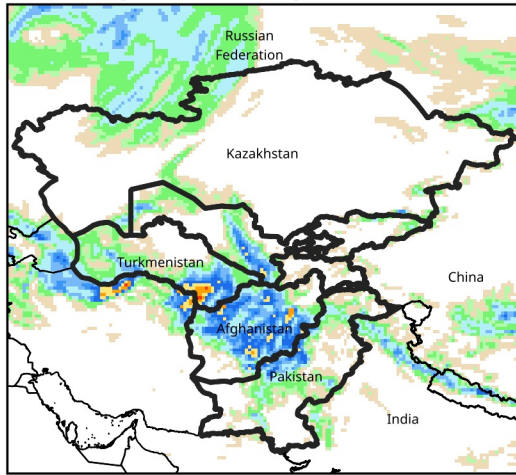 Russian
Federation
Kazakhstan
Turkmenistan
China
Afghanistan
Pakistan
India